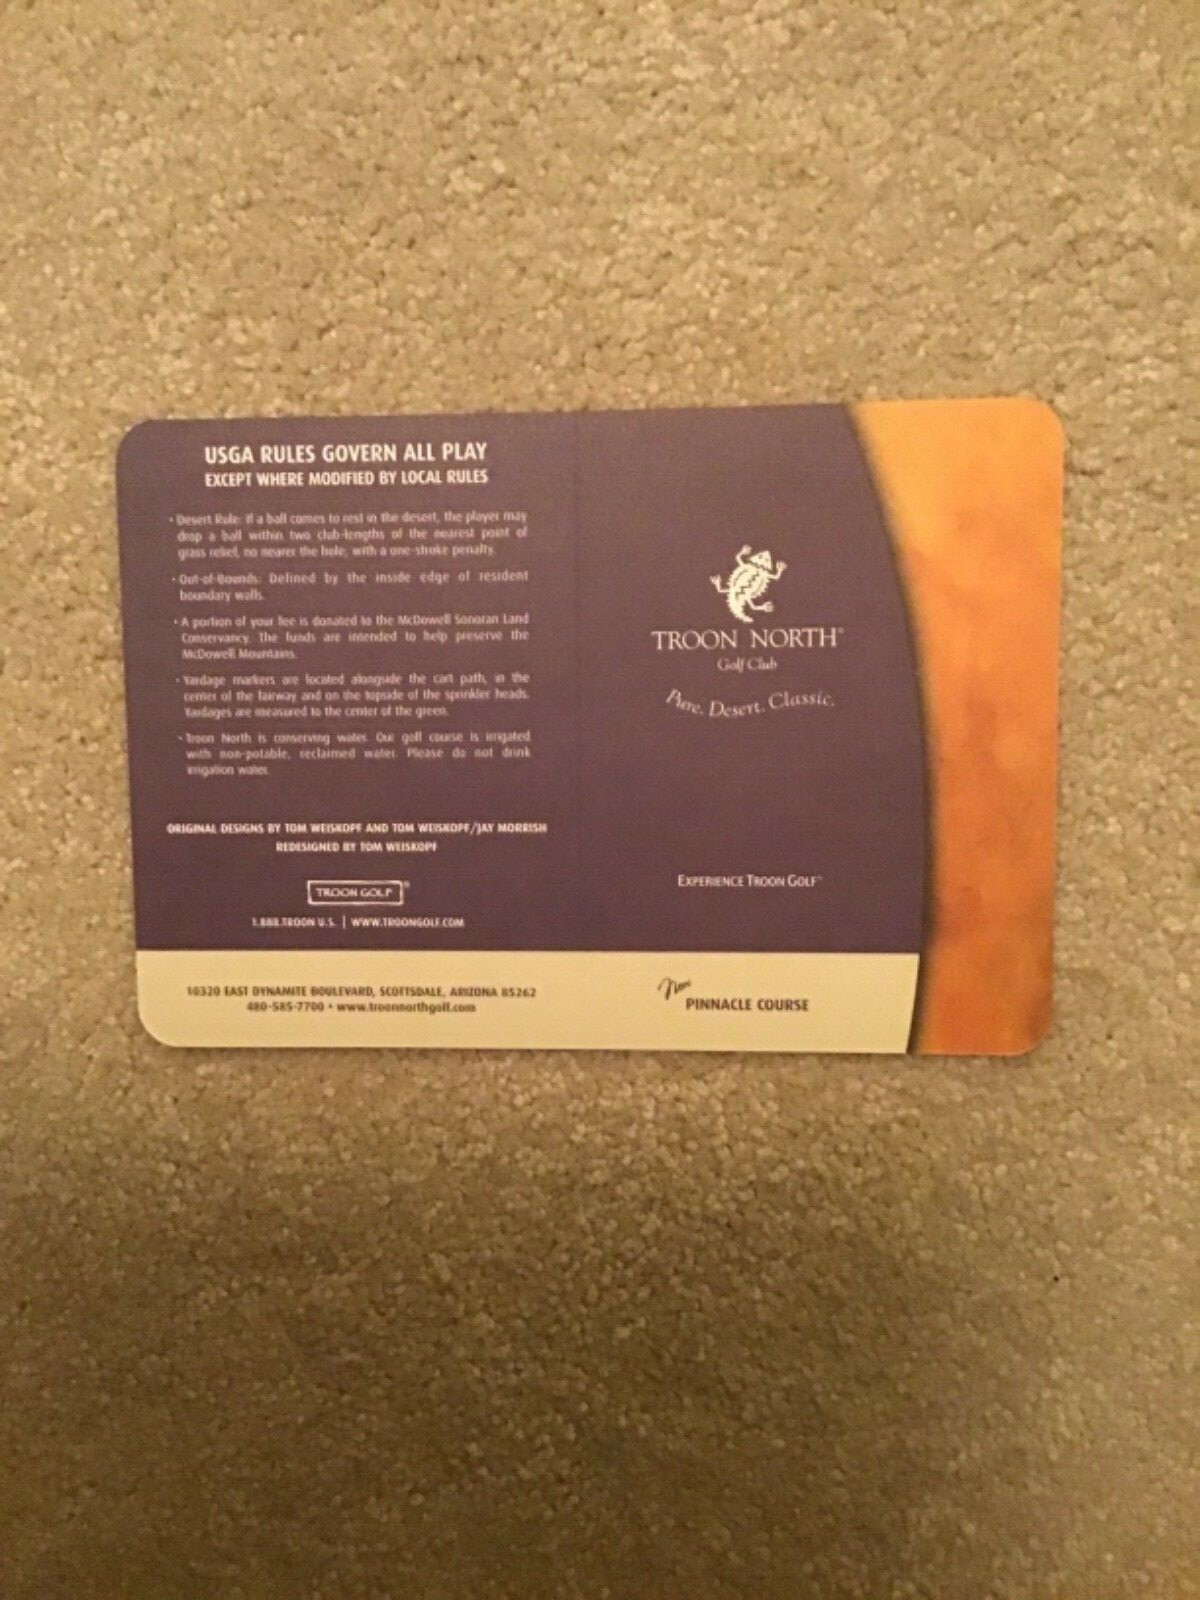 USGA RULES GOVERN ALL PLAY
EXCEPT WHERE MODIFIED BY LOCAL RULES
• Desert Rule: If a ball comes to rest in the desert, the player may
drop a ball within two club-lengths of the nearest point of
grass relief, no nearer the hole, with a one-stroke penalty.
• Out-of-Bounds: Defined by the inside edge of resident
boundary walls.
• A portion of your fee is donated to the McDowell Sonoran Land
Conservancy. The funds are intended to help preserve the
McDowell Mountains.
• Yardage markers are located alongside the cart path, in the
center of the fairway and on the topside of the sprinkler heads.
Yardages are measured to the center of the green.
• Troon North is conserving water. Our golf course is irrigated
with non-potable, reclaimed water. Please do not drink
irrigation water.
ORIGINAL DESIGNS BY TOM WEISKOPF AND TOM WEISKOPF/JAY MORRISH
REDESIGNED BY TOM WEISKOPF
TROON GOLF®
1.888.TROON U.S. | WWW.TROONGOLF.COM
10320 EAST DYNAMITE BOULEVARD, SCOTTSDALE, ARIZONA 85262
480-585-7700 • www.troonnorthgolf.com
TROON NORTH®
Golf Club
Pure. Desert. Classic.
EXPERIENCE TROON GOLF™
New
PINNACLE COURSE